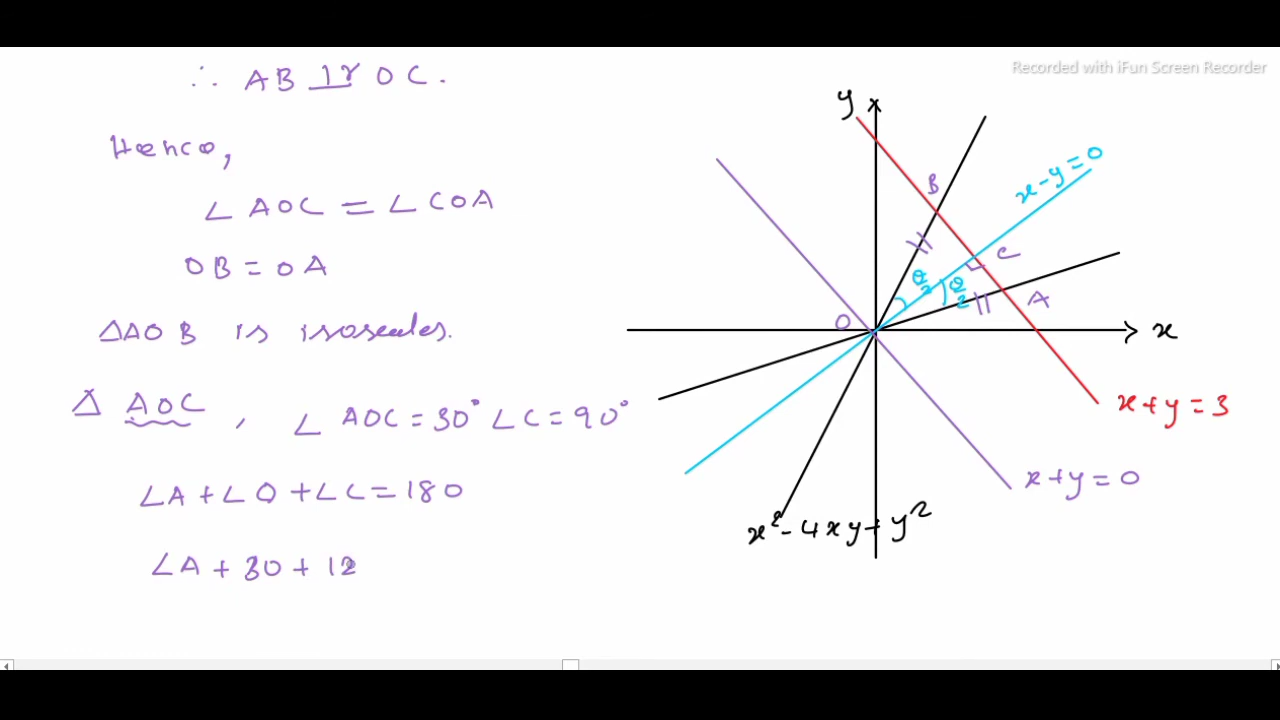 Recorded with iFun Screen Recorder
∴ AB ⊥r OC.
Hence,
∠AOC = ∠COA
OB = OA
△AOB is isosceles.
△ AOC , ∠AOC = 30° ∠C = 90°
∠A + ∠O + ∠C = 180
∠A + 30 + 12
y
B
x - y = 0
C
θ/2
θ/2
A
O
x
x + y = 3
x + y = 0
x² - 4xy + y²